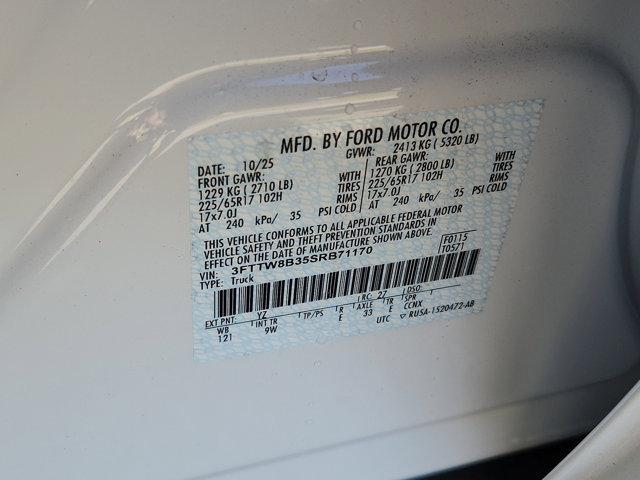 MFD. BY FORD MOTOR CO.
DATE: 10/25 GVWR: 2413 KG ( 5320 LB)
FRONT GAWR: WITH REAR GAWR: WITH
1229 KG ( 2710 LB) TIRES 1270 KG ( 2800 LB) TIRES
225/65R17 102H RIMS 225/65R17 102H RIMS
17x7.0J 17x7.0J
AT 240 kPa/ 35 PSI COLD AT 240 kPa/ 35 PSI COLD
THIS VEHICLE CONFORMS TO ALL APPLICABLE FEDERAL MOTOR
VEHICLE SAFETY AND THEFT PREVENTION STANDARDS IN
EFFECT ON THE DATE OF MANUFACTURE SHOWN ABOVE.
VIN: 3FTTW8B35SRB71170 F0115
TYPE: Truck T0571
EXT PNT: YZ RC: 27 DSO:
WB INT TR TP/PS R AXLE TR SPR
121 9W E 33 E CCNX
UTC ▽ RUSA-1520472-AB